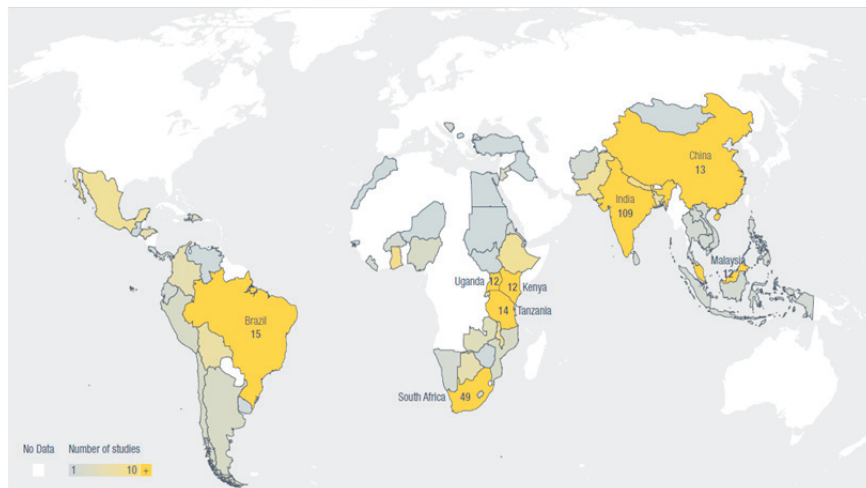 China
13
India
109
Malaysia
12
Uganda 12
12 Kenya
14 Tanzania
Brazil
15
South Africa 49
No Data
Number of studies
1 10 +